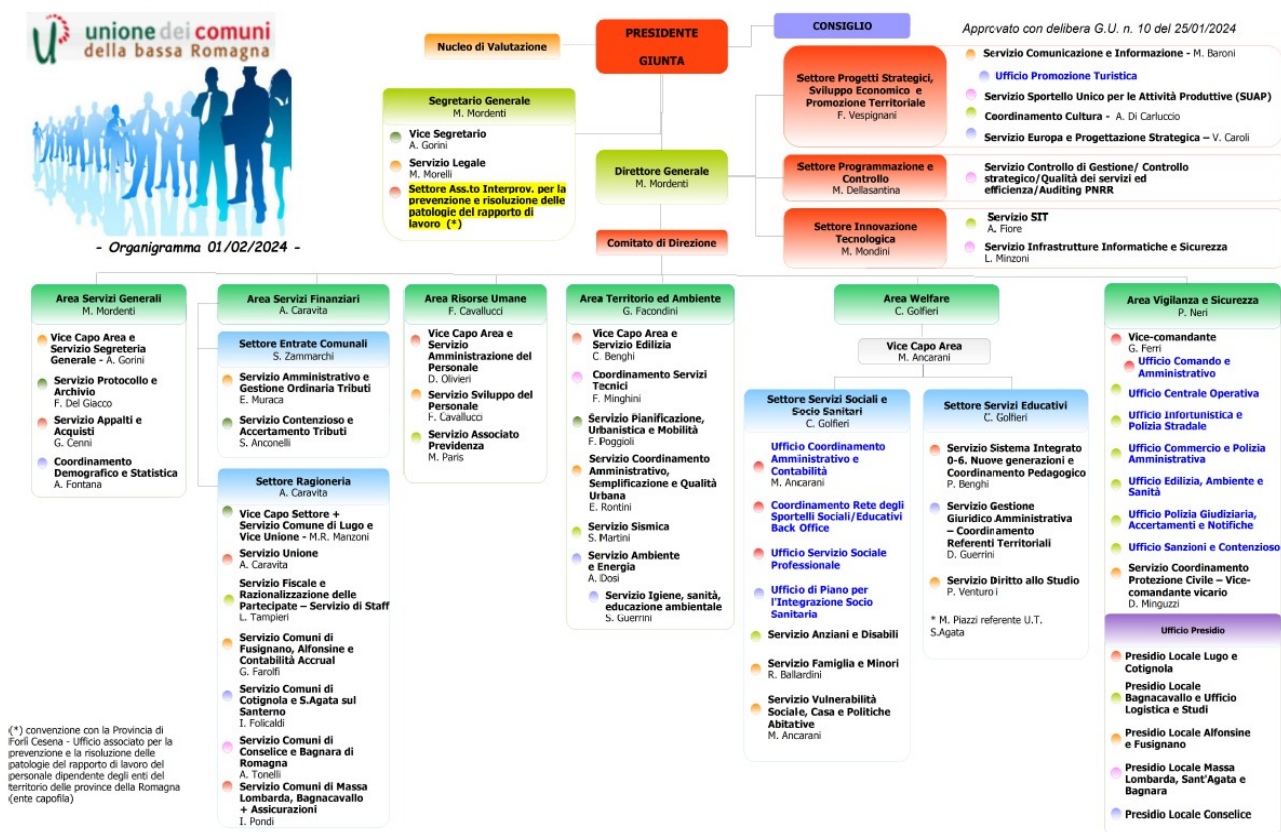 unione dei comuni
della bassa Romagna
- Organigramma 01/02/2024 -
Nucleo di Valutazione
PRESIDENTE
GIUNTA
CONSIGLIO
Approvato con delibera G.U. n. 10 del 25/01/2024
Segretario Generale
M. Mordenti
Vice Segretario
A. Gorini
Servizio Legale
M. Morelli
Settore Ass.to Interprov. per la
prevenzione e risoluzione delle
patologie del rapporto di
lavoro (*)
Direttore Generale
M. Mordenti
Comitato di Direzione
Settore Progetti Strategici,
Sviluppo Economico e
Promozione Territoriale
F. Vespignani
Servizio Comunicazione e Informazione - M. Baroni
Ufficio Promozione Turistica
Servizio Sportello Unico per le Attività Produttive (SUAP)
Coordinamento Cultura - A. Di Carluccio
Servizio Europa e Progettazione Strategica – V. Caroli
Settore Programmazione e
Controllo
M. Dellasantina
Servizio Controllo di Gestione/ Controllo
strategico/Qualità dei servizi ed
efficienza/Auditing PNRR
Settore Innovazione
Tecnologica
M. Mondini
Servizio SIT
A. Fiore
Servizio Infrastrutture Informatiche e Sicurezza
L. Minzoni
Area Servizi Generali
M. Mordenti
Vice Capo Area e
Servizio Segreteria
Generale - A. Gorini
Servizio Protocollo e
Archivio
F. Del Giacco
Servizio Appalti e
Acquisti
G. Cenni
Coordinamento
Demografico e Statistica
A. Fontana
Area Servizi Finanziari
A. Caravita
Settore Entrate Comunali
S. Zammarchi
Servizio Amministrativo e
Gestione Ordinaria Tributi
E. Muraca
Servizio Contenzioso e
Accertamento Tributi
S. Anconelli
Settore Ragioneria
A. Caravita
Vice Capo Settore +
Servizio Comune di Lugo e
Vice Unione - M.R. Manzoni
Servizio Unione
A. Caravita
Servizio Fiscale e
Razionalizzazione delle
Partecipate – Servizio di Staff
L. Tampieri
Servizio Comuni di
Fusignano, Alfonsine e
Contabilità Accrual
G. Farolfi
Servizio Comuni di
Cotignola e S.Agata sul
Santerno
I. Folicaldi
Servizio Comuni di
Conselice e Bagnara di
Romagna
A. Tonelli
Servizio Comuni di Massa
Lombarda, Bagnacavallo
+ Assicurazioni
I. Pondi
Area Risorse Umane
F. Cavallucci
Vice Capo Area e
Servizio
Amministrazione del
Personale
D. Olivieri
Servizio Sviluppo del
Personale
F. Cavallucci
Servizio Associato
Previdenza
M. Paris
Area Territorio ed Ambiente
G. Facondini
Vice Capo Area e
Servizio Edilizia
C. Benghi
Coordinamento Servizi
Tecnici
F. Minghini
Servizio Pianificazione,
Urbanistica e Mobilità
F. Poggioli
Servizio Coordinamento
Amministrativo,
Semplificazione e Qualità
Urbana
E. Rontini
Servizio Sismica
S. Martini
Servizio Ambiente
e Energia
A. Dosi
Servizio Igiene, sanità,
educazione ambientale
S. Guerrini
Area Welfare
C. Golfieri
Vice Capo Area
M. Ancarani
Settore Servizi Sociali e
Socio Sanitari
C. Golfieri
Ufficio Coordinamento
Amministrativo e
Contabilità
M. Ancarani
Coordinamento Rete degli
Sportelli Sociali/Educativi
Back Office
Ufficio Servizio Sociale
Professionale
Ufficio di Piano per
l'Integrazione Socio
Sanitaria
Servizio Anziani e Disabili
Servizio Famiglia e Minori
R. Ballardini
Servizio Vulnerabilità
Sociale, Casa e Politiche
Abitative
M. Ancarani
Settore Servizi Educativi
C. Golfieri
Servizio Sistema Integrato
0-6. Nuove generazioni e
Coordinamento Pedagogico
P. Benghi
Servizio Gestione
Giuridico Amministrativa
– Coordinamento
Referenti Territoriali
D. Guerrini
Servizio Diritto allo Studio
P. Venturoi
* M. Piazzi referente U.T.
S.Agata
Area Vigilanza e Sicurezza
P. Neri
Vice-comandante
G. Ferri
Ufficio Comando e
Amministrativo
Ufficio Centrale Operativa
Ufficio Infortunistica e
Polizia Stradale
Ufficio Commercio e Polizia
Amministrativa
Ufficio Edilizia, Ambiente e
Sanità
Ufficio Polizia Giudiziaria,
Accertamenti e Notifiche
Ufficio Sanzioni e Contenzioso
Servizio Coordinamento
Protezione Civile – Vice-
comandante vicario
D. Minguzzi
Ufficio Presidio
Presidio Locale Lugo e
Cotignola
Presidio Locale
Bagnacavallo e Ufficio
Logistica e Studi
Presidio Locale Alfonsine
e Fusignano
Presidio Locale Massa
Lombarda, Sant'Agata e
Bagnara
Presidio Locale Conselice
(*) convenzione con la Provincia di
Forlì Cesena - Ufficio associato per la
prevenzione e la risoluzione delle
patologie del rapporto di lavoro del
personale dipendente degli enti del
territorio delle province della Romagna
(ente capofila)